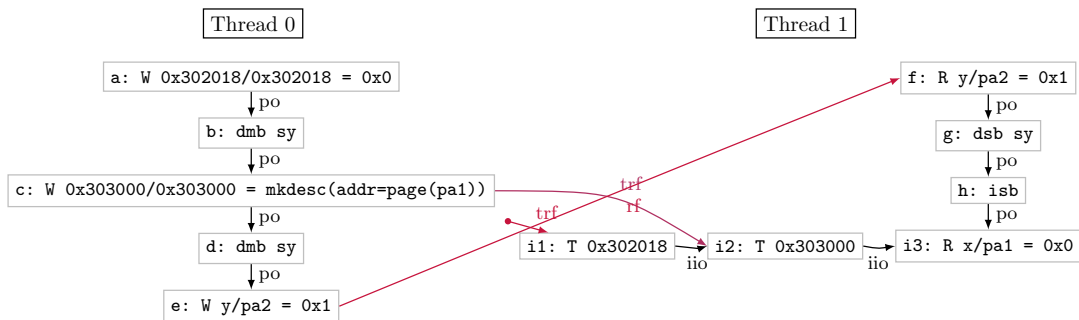 Thread 0
Thread 1
a: W 0x302018/0x302018 = 0x0
f: R y/pa2 = 0x1
po
po
b: dmb sy
g: dsb sy
po
po
c: W 0x303000/0x303000 = mkdesc(addr=page(pa1))
trf
h: isb
rf
po
trf
po
d: dmb sy
i1: T 0x302018
i2: T 0x303000
i3: R x/pa1 = 0x0
iio
iio
po
e: W y/pa2 = 0x1